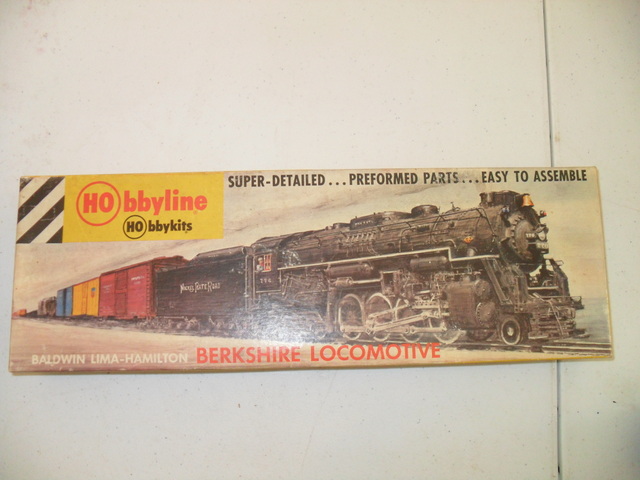 HObbyline
HObbykits
SUPER-DETAILED...PREFORMED PARTS...EASY TO ASSEMBLE
NICKEL PLATE ROAD
BALDWIN LIMA-HAMILTON BERKSHIRE LOCOMOTIVE